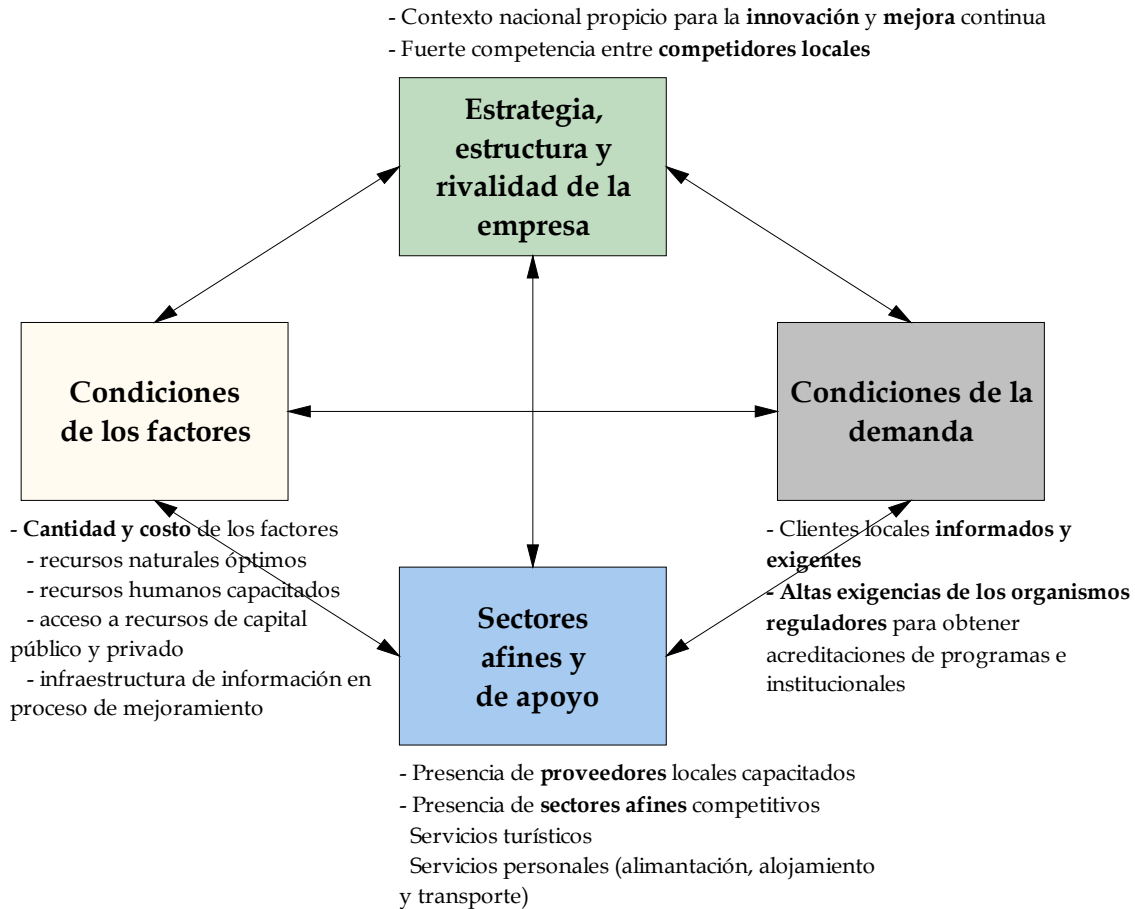 - Contexto nacional propicio para la innovación y mejora continua
- Fuerte competencia entre competidores locales
Estrategia,
estructura y
rivalidad de la
empresa
Condiciones
de los factores
Condiciones de la
demanda
- Cantidad y costo de los factores
- recursos naturales óptimos
- recursos humanos capacitados
- acceso a recursos de capital
público y privado
- infraestructura de información en
proceso de mejoramiento
- Clientes locales informados y
exigentes
- Altas exigencias de los organismos
reguladores para obtener
acreditaciones de programas e
institucionales
Sectores
afines y
de apoyo
- Presencia de proveedores locales capacitados
- Presencia de sectores afines competitivos
Servicios turísticos
Servicios personales (alimantación, alojamiento
y transporte)